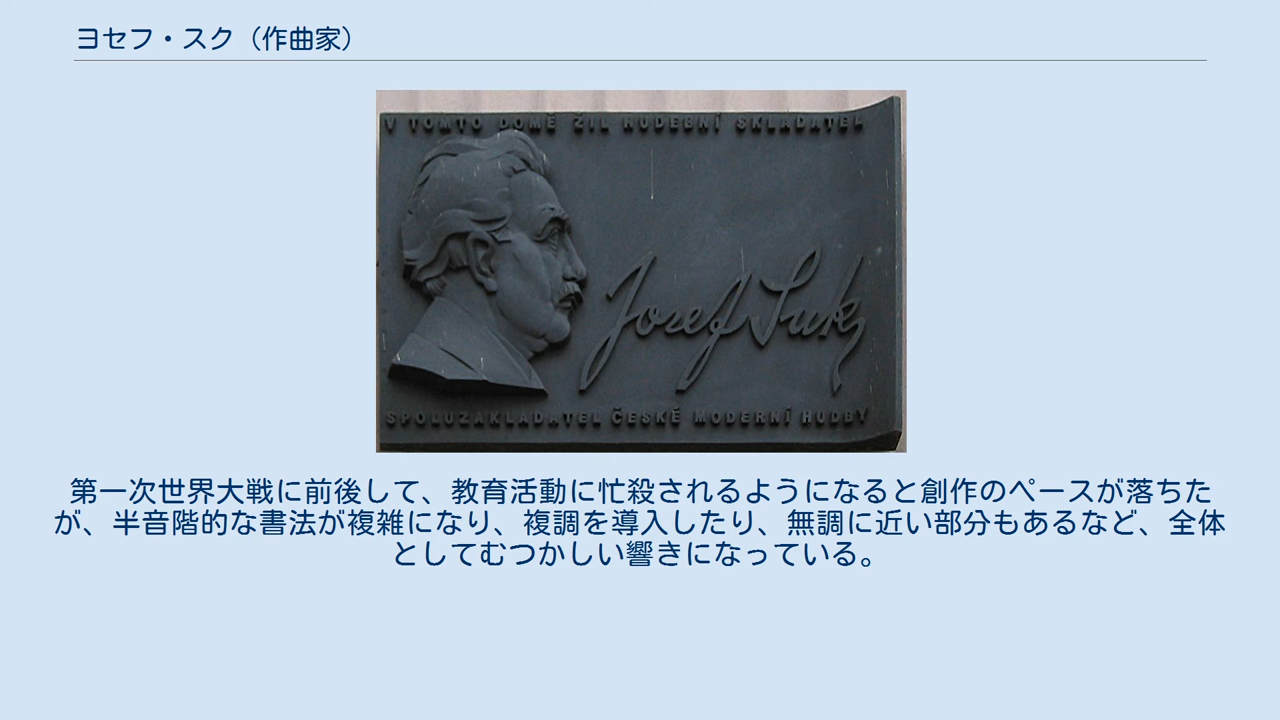 ヨセフ・スク（作曲家）
V TOMTO DOMĚ ŽIL HUDEBNÍ SKLADATEL
Josef Suk
SPOLUZAKLADATEL ČESKÉ MODERNÍ HUDBY
第一次世界大戦に前後して、教育活動に忙殺されるようになると創作のペースが落ちた
が、半音階的な書法が複雑になり、複調を導入したり、無調に近い部分もあるなど、全体
としてむつかしい響きになっている。